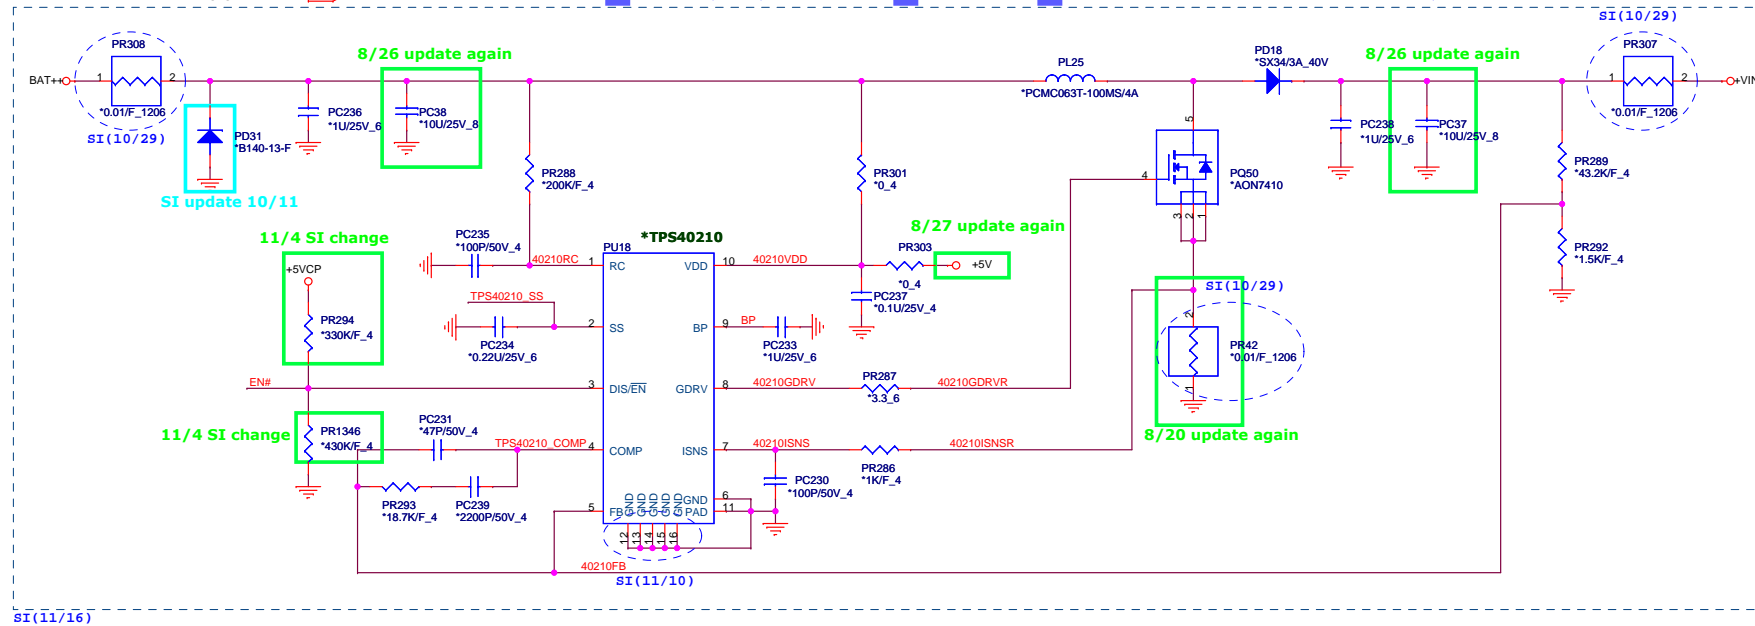 SI(10/29)
PR308
8/26 update again
PD18
*SX34/3A_40V
8/26 update again
PR307
PL25
BAT++
1
2
*PCMC063T-100MS/4A
1
2
+VIN
*0.01/F_1206
SI(10/29)
PD31
*B140-13-F
PC236
*1U/25V_6
PC38
*10U/25V_8
5
PC238
*1U/25V_6
PC37
*10U/25V_8
*0.01/F_1206
SI update 10/11
PR288
*200K/F_4
PR301
*0_4
4
PQ50
*AON7410
PR289
*43.2K/F_4
3
2
1
11/4 SI change
PC235
*100P/50V_4
PU18
*TPS40210
8/27 update again
PR303
+5V
*0_4
PR292
*1.5K/F_4
+5VCP
40210RC
1
RC
VDD
10
40210VDD
TPS40210_SS
PC237
*0.1U/25V_4
SI(10/29)
PR294
*330K/F_4
PC234
*0.22U/25V_6
2
SS
BP
9
BP
PC233
*1U/25V_6
2
PR42
*0.01/F_1206
1
EN#
3
DIS/EN
GDRV
8
40210GDRV
PR287
*3.3_6
40210GDRVR
11/4 SI change
PR1346
*430K/F_4
PC231
*47P/50V_4
TPS40210_COMP
4
COMP
ISNS
7
40210ISNS
40210ISNSR
8/20 update again
PR286
*1K/F_4
PR293
*18.7K/F_4
PC239
*2200P/50V_4
PC230
*100P/50V_4
GND
6
5
FB
GND
GND
GND
GND
GND
PAD
11
12
13
14
15
16
40210FB
SI(11/10)
SI(11/16)